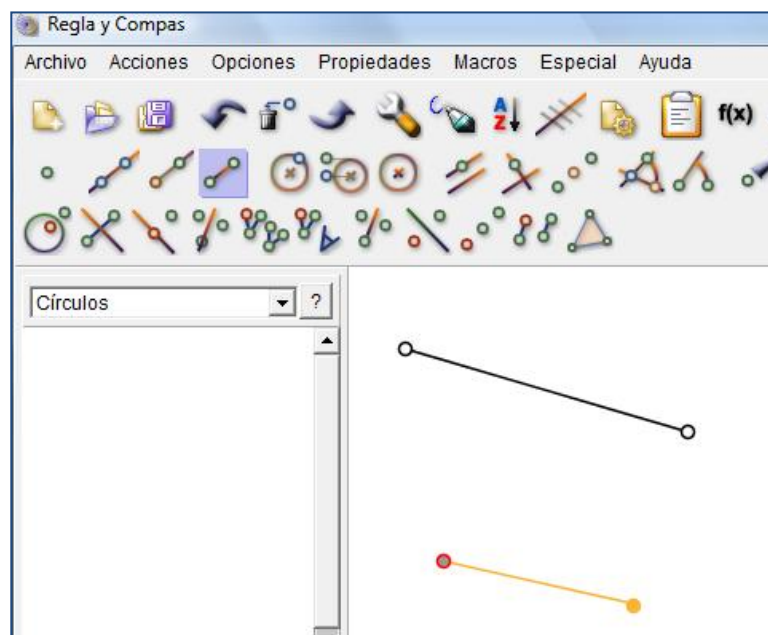 Regla y Compas
Archivo Acciones Opciones Propiedades Macros Especial Ayuda
A
Z
f(x)
Círculos
?